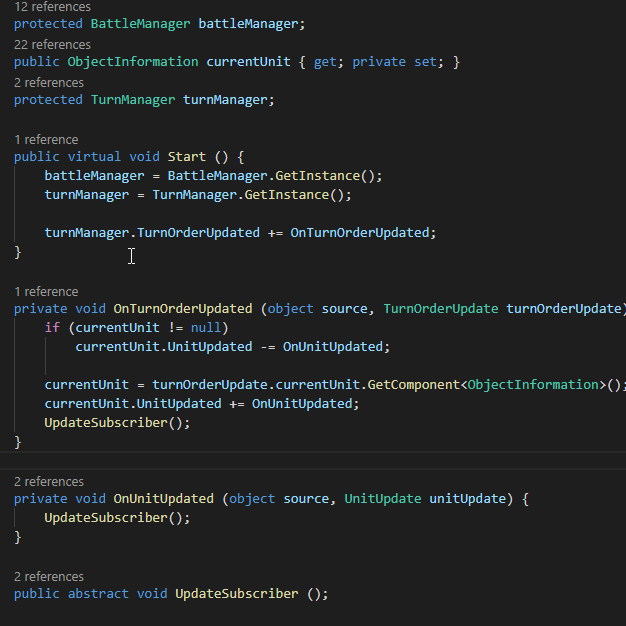 12 references
protected BattleManager battleManager;
22 references
public ObjectInformation currentUnit { get; private set; }
2 references
protected TurnManager turnManager;
1 reference
public virtual void Start () {
battleManager = BattleManager.GetInstance();
turnManager = TurnManager.GetInstance();
turnManager.TurnOrderUpdated += OnTurnOrderUpdated;
}
1 reference
private void OnTurnOrderUpdated (object source, TurnOrderUpdate turnOrderUpdate)
if (currentUnit != null)
currentUnit.UnitUpdated -= OnUnitUpdated;
currentUnit = turnOrderUpdate.currentUnit.GetComponent<ObjectInformation>();
currentUnit.UnitUpdated += OnUnitUpdated;
UpdateSubscriber();
}
2 references
private void OnUnitUpdated (object source, UnitUpdate unitUpdate) {
UpdateSubscriber();
}
2 references
public abstract void UpdateSubscriber ();